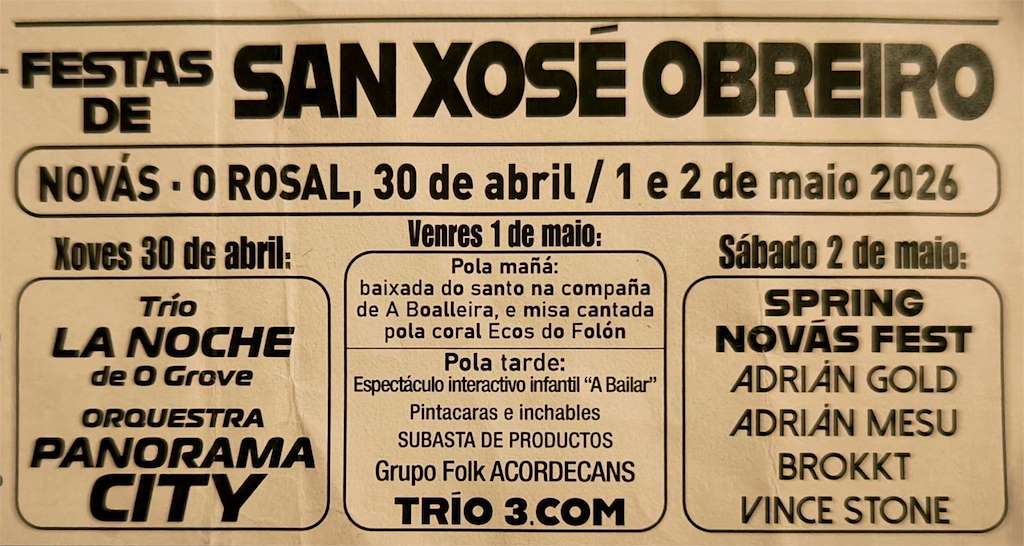 FESTAS
DE
SAN XOSÉ OBREIRO
NOVÁS · O ROSAL, 30 de abril / 1 e 2 de maio 2026
Xoves 30 de abril:
Trío
LA NOCHE
de O Grove
ORQUESTRA
PANORAMA
CITY
Venres 1 de maio:
Pola mañá:
baixada do santo na compaña
de A Boalleira, e misa cantada
pola coral Ecos do Folón
Pola tarde:
Espectáculo interactivo infantil “A Bailar”
Pintacaras e inchables
SUBASTA DE PRODUCTOS
Grupo Folk ACORDECANS
TRÍO 3.COM
Sábado 2 de maio:
SPRING
NOVÁS FEST
ADRIÁN GOLD
ADRIÁN MESU
BROKKT
VINCE STONE